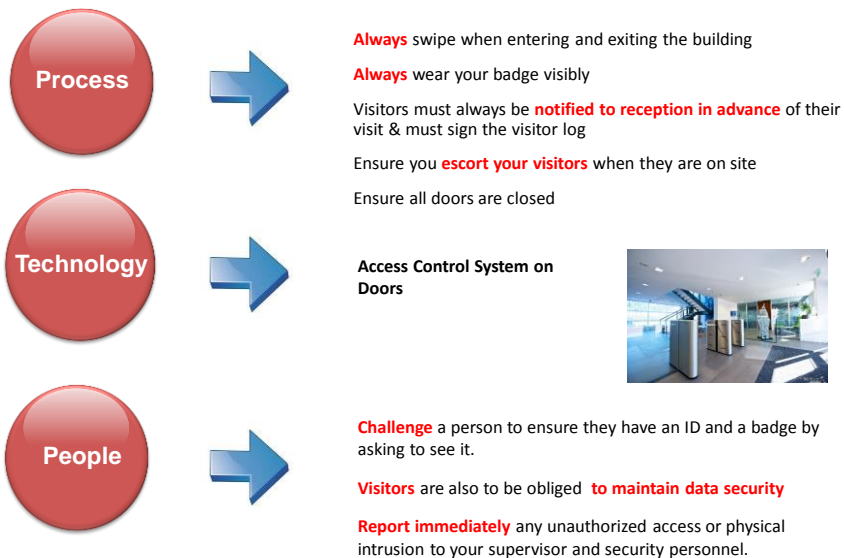 Process
Always swipe when entering and exiting the building
Always wear your badge visibly
Visitors must always be notified to reception in advance of their
visit & must sign the visitor log
Ensure you escort your visitors when they are on site
Ensure all doors are closed
Technology
Access Control System on
Doors
People
Challenge a person to ensure they have an ID and a badge by
asking to see it.
Visitors are also to be obliged to maintain data security
Report immediately any unauthorized access or physical
intrusion to your supervisor and security personnel.